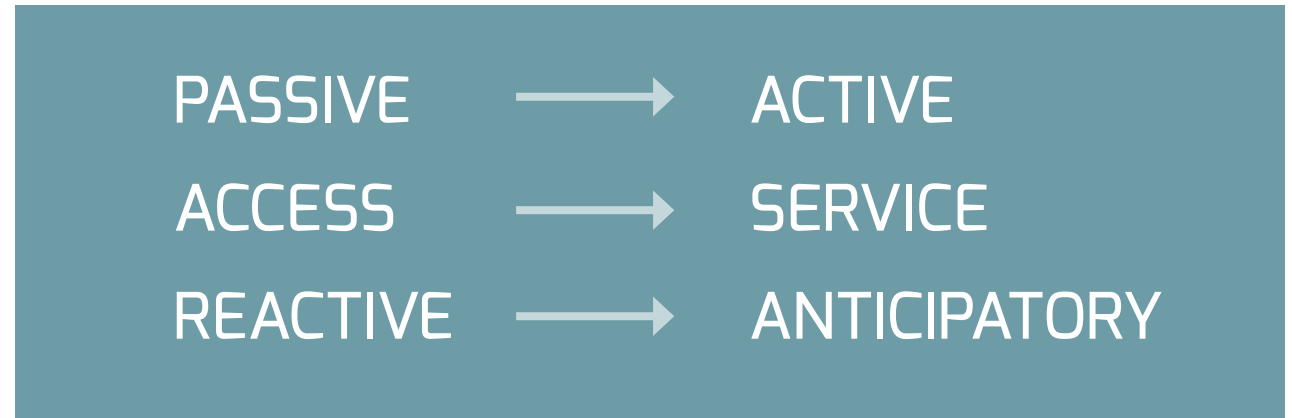 PASSIVE → ACTIVE
ACCESS → SERVICE
REACTIVE → ANTICIPATORY